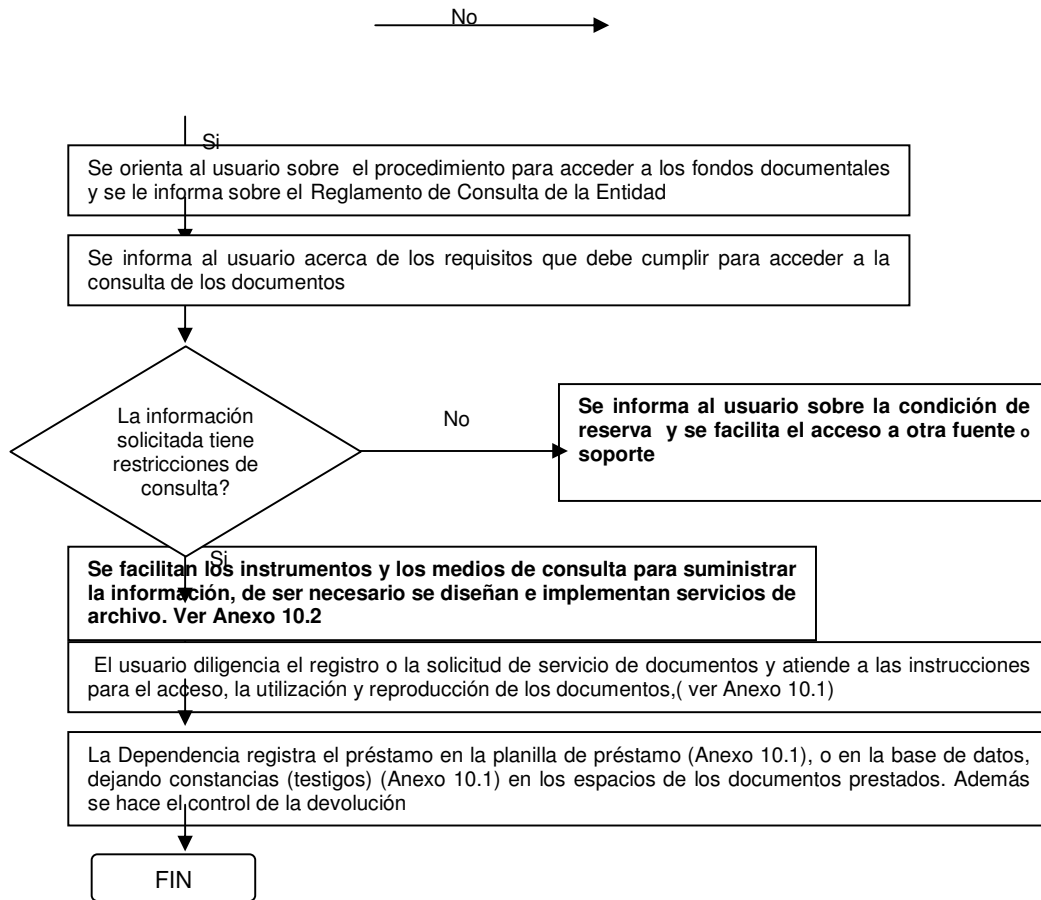 No
Si
Se orienta al usuario sobre el procedimiento para acceder a los fondos documentales
y se le informa sobre el Reglamento de Consulta de la Entidad
Se informa al usuario acerca de los requisitos que debe cumplir para acceder a la
consulta de los documentos
La información
solicitada tiene
restricciones de
consulta?
No
Se informa al usuario sobre la condición de
reserva y se facilita el acceso a otra fuente o
soporte
Si
Se facilitan los instrumentos y los medios de consulta para suministrar
la información, de ser necesario se diseñan e implementan servicios de
archivo. Ver Anexo 10.2
El usuario diligencia el registro o la solicitud de servicio de documentos y atiende a las instrucciones
para el acceso, la utilización y reproducción de los documentos,( ver Anexo 10.1)
La Dependencia registra el préstamo en la planilla de préstamo (Anexo 10.1), o en la base de datos,
dejando constancias (testigos) (Anexo 10.1) en los espacios de los documentos prestados. Además
se hace el control de la devolución
FIN